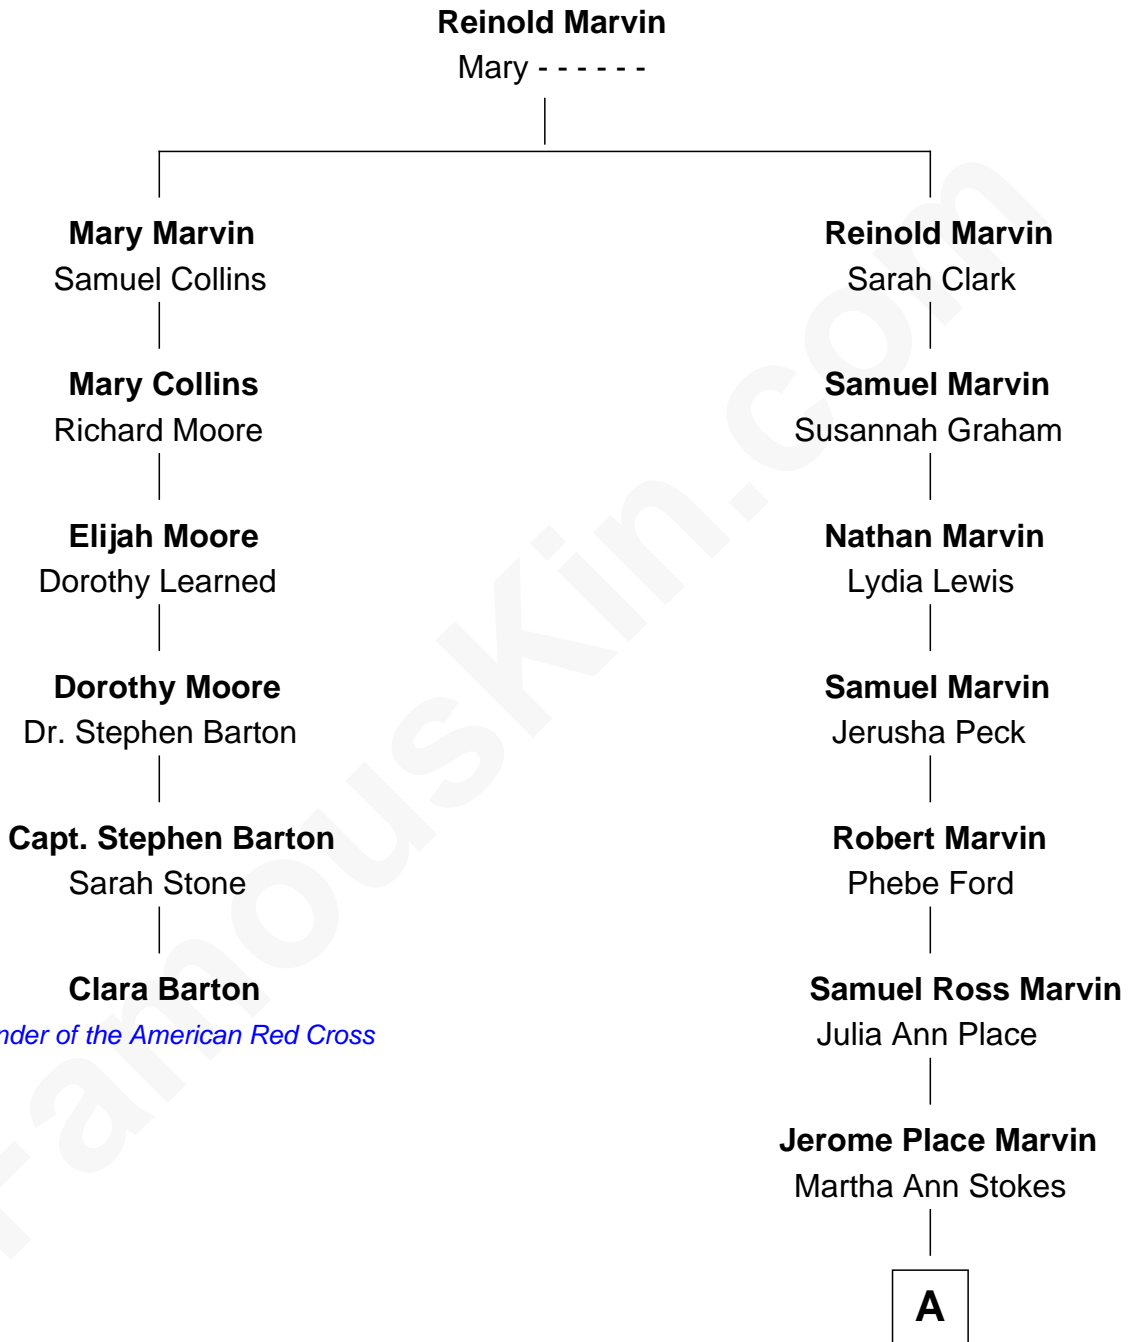 Reinold Marvin
Mary - - - - - -
Mary Marvin
Samuel Collins
Mary Collins
Richard Moore
Elijah Moore
Dorothy Learned
Dorothy Moore
Dr. Stephen Barton
Capt. Stephen Barton
Sarah Stone
Clara Barton
nder of the American Red Cross
Reinold Marvin
Sarah Clark
Samuel Marvin
Susannah Graham
Nathan Marvin
Lydia Lewis
Samuel Marvin
Jerusha Peck
Robert Marvin
Phebe Ford
Samuel Ross Marvin
Julia Ann Place
Jerome Place Marvin
Martha Ann Stokes
A
FamousKin.com